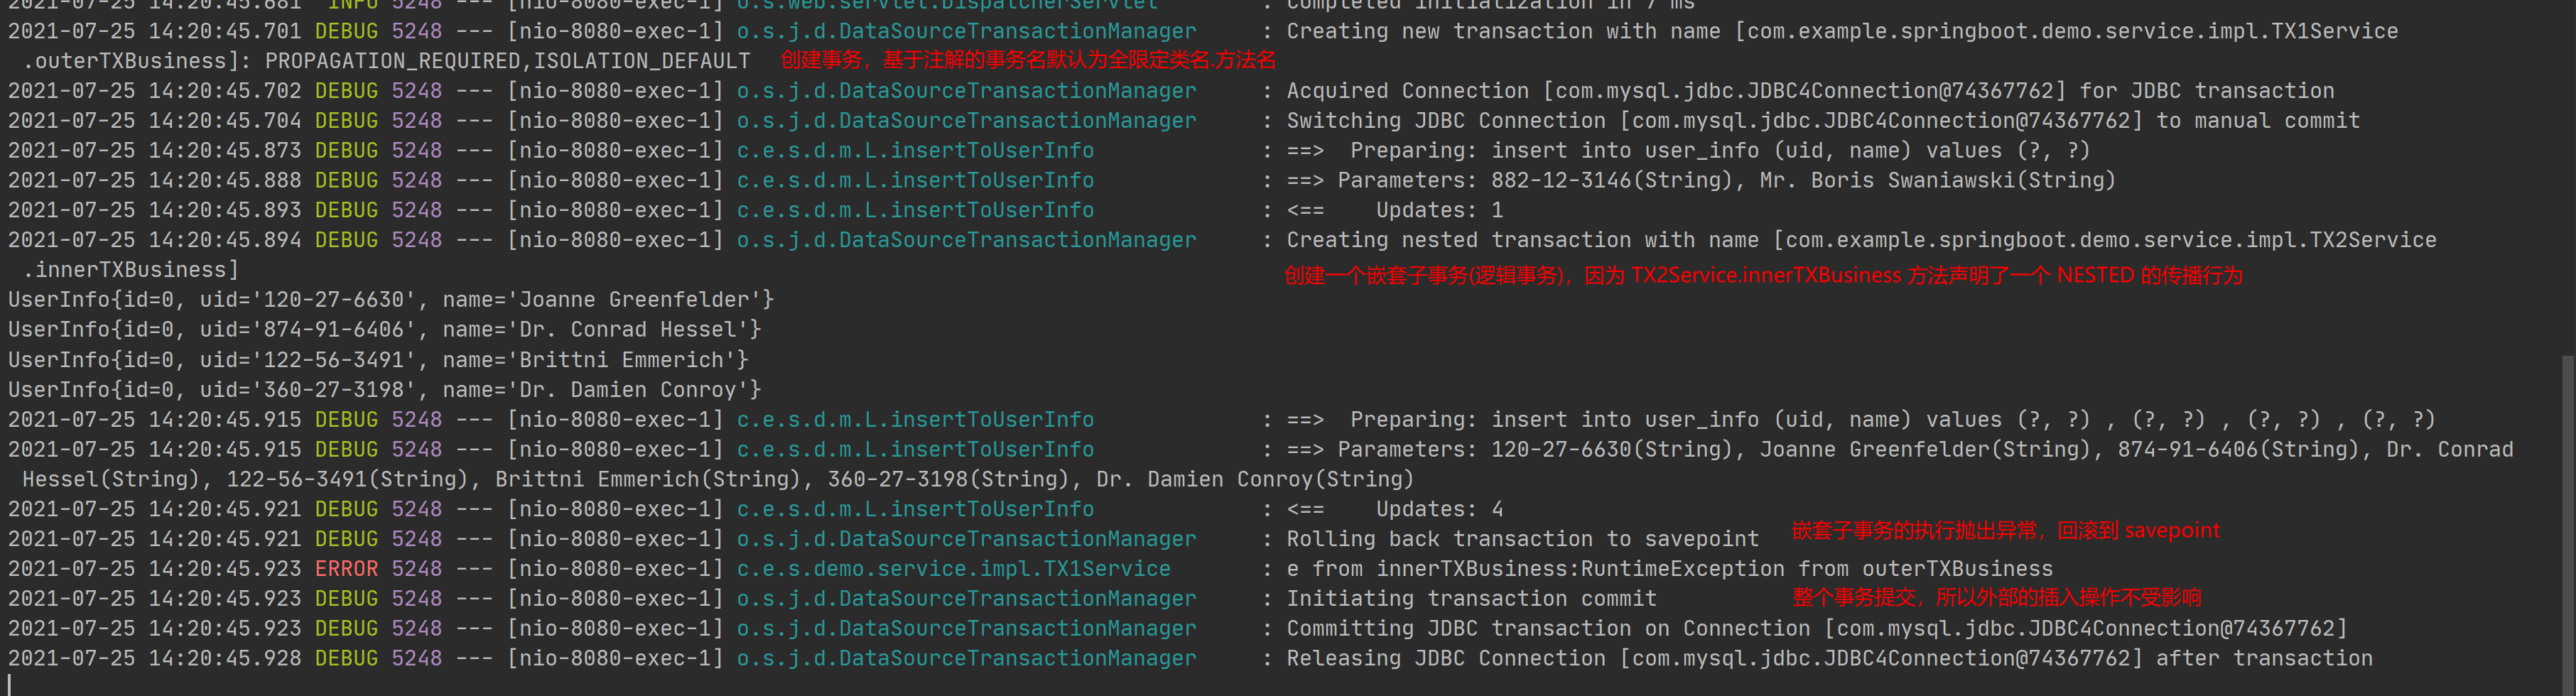 2021-07-25 14:20:45.681  INFO 5248 --- [nio-8080-exec-1] o.s.web.servlet.DispatcherServlet : Completed initialization in 7 ms
2021-07-25 14:20:45.701 DEBUG 5248 --- [nio-8080-exec-1] o.s.j.d.DataSourceTransactionManager : Creating new transaction with name [com.example.springboot.demo.service.impl.TX1Service
.outerTXBusiness]: PROPAGATION_REQUIRED,ISOLATION_DEFAULT 创建事务，基于注解的事务名默认为全限定类名.方法名
2021-07-25 14:20:45.702 DEBUG 5248 --- [nio-8080-exec-1] o.s.j.d.DataSourceTransactionManager : Acquired Connection [com.mysql.jdbc.JDBC4Connection@74367762] for JDBC transaction
2021-07-25 14:20:45.704 DEBUG 5248 --- [nio-8080-exec-1] o.s.j.d.DataSourceTransactionManager : Switching JDBC Connection [com.mysql.jdbc.JDBC4Connection@74367762] to manual commit
2021-07-25 14:20:45.873 DEBUG 5248 --- [nio-8080-exec-1] c.e.s.d.m.L.insertToUserInfo : ==>  Preparing: insert into user_info (uid, name) values (?, ?)
2021-07-25 14:20:45.888 DEBUG 5248 --- [nio-8080-exec-1] c.e.s.d.m.L.insertToUserInfo : ==> Parameters: 882-12-3146(String), Mr. Boris Swaniawski(String)
2021-07-25 14:20:45.893 DEBUG 5248 --- [nio-8080-exec-1] c.e.s.d.m.L.insertToUserInfo : <==    Updates: 1
2021-07-25 14:20:45.894 DEBUG 5248 --- [nio-8080-exec-1] o.s.j.d.DataSourceTransactionManager : Creating nested transaction with name [com.example.springboot.demo.service.impl.TX2Service
.innerTXBusiness] 创建一个嵌套子事务(逻辑事务)，因为 TX2Service.innerTXBusiness 方法声明了一个 NESTED 的传播行为
UserInfo{id=0, uid='120-27-6630', name='Joanne Greenfelder'}
UserInfo{id=0, uid='874-91-6406', name='Dr. Conrad Hessel'}
UserInfo{id=0, uid='122-56-3491', name='Brittni Emmerich'}
UserInfo{id=0, uid='360-27-3198', name='Dr. Damien Conroy'}
2021-07-25 14:20:45.915 DEBUG 5248 --- [nio-8080-exec-1] c.e.s.d.m.L.insertToUserInfo : ==>  Preparing: insert into user_info (uid, name) values (?, ?) , (?, ?) , (?, ?) , (?, ?)
2021-07-25 14:20:45.915 DEBUG 5248 --- [nio-8080-exec-1] c.e.s.d.m.L.insertToUserInfo : ==> Parameters: 120-27-6630(String), Joanne Greenfelder(String), 874-91-6406(String), Dr. Conrad
Hessel(String), 122-56-3491(String), Brittni Emmerich(String), 360-27-3198(String), Dr. Damien Conroy(String)
2021-07-25 14:20:45.921 DEBUG 5248 --- [nio-8080-exec-1] c.e.s.d.m.L.insertToUserInfo : <==    Updates: 4
2021-07-25 14:20:45.921 DEBUG 5248 --- [nio-8080-exec-1] o.s.j.d.DataSourceTransactionManager : Rolling back transaction to savepoint 嵌套子事务的执行抛出异常，回滚到 savepoint
2021-07-25 14:20:45.923 ERROR 5248 --- [nio-8080-exec-1] c.e.s.demo.service.impl.TX1Service : e from innerTXBusiness:RuntimeException from outerTXBusiness
2021-07-25 14:20:45.923 DEBUG 5248 --- [nio-8080-exec-1] o.s.j.d.DataSourceTransactionManager : Initiating transaction commit 整个事务提交，所以外部的插入操作不受影响
2021-07-25 14:20:45.923 DEBUG 5248 --- [nio-8080-exec-1] o.s.j.d.DataSourceTransactionManager : Committing JDBC transaction on Connection [com.mysql.jdbc.JDBC4Connection@74367762]
2021-07-25 14:20:45.928 DEBUG 5248 --- [nio-8080-exec-1] o.s.j.d.DataSourceTransactionManager : Releasing JDBC Connection [com.mysql.jdbc.JDBC4Connection@74367762] after transaction